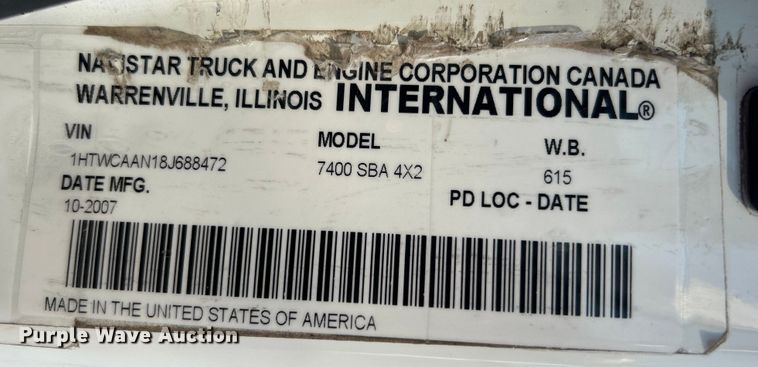 NAVISTAR TRUCK AND ENGINE CORPORATION CANADA
WARRENVILLE, ILLINOIS INTERNATIONAL®
VIN MODEL W.B.
1HTWCAAN18J688472 7400 SBA 4X2 615
DATE MFG. PD LOC - DATE
10-2007
MADE IN THE UNITED STATES OF AMERICA
Purple Wave Auction